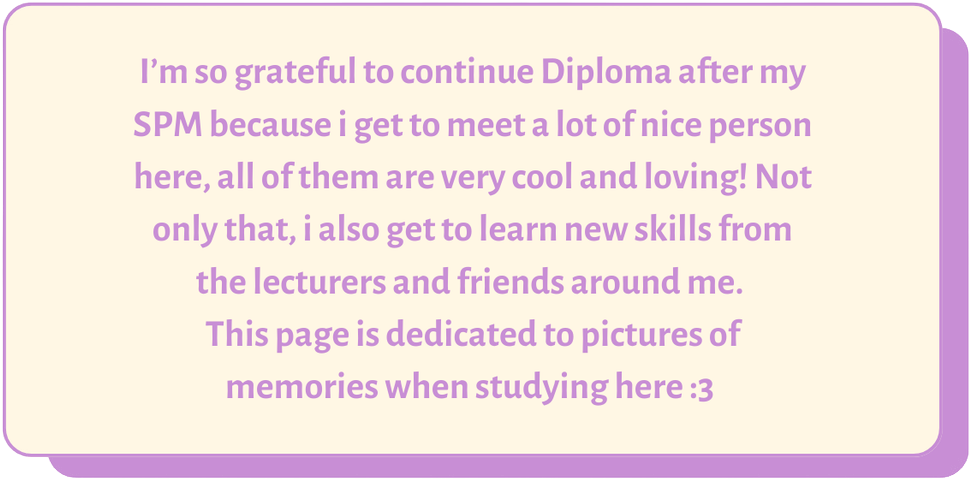 I’m so grateful to continue Diploma after my
SPM because i get to meet a lot of nice person
here, all of them are very cool and loving! Not
only that, i also get to learn new skills from
the lecturers and friends around me.
This page is dedicated to pictures of
memories when studying here :3